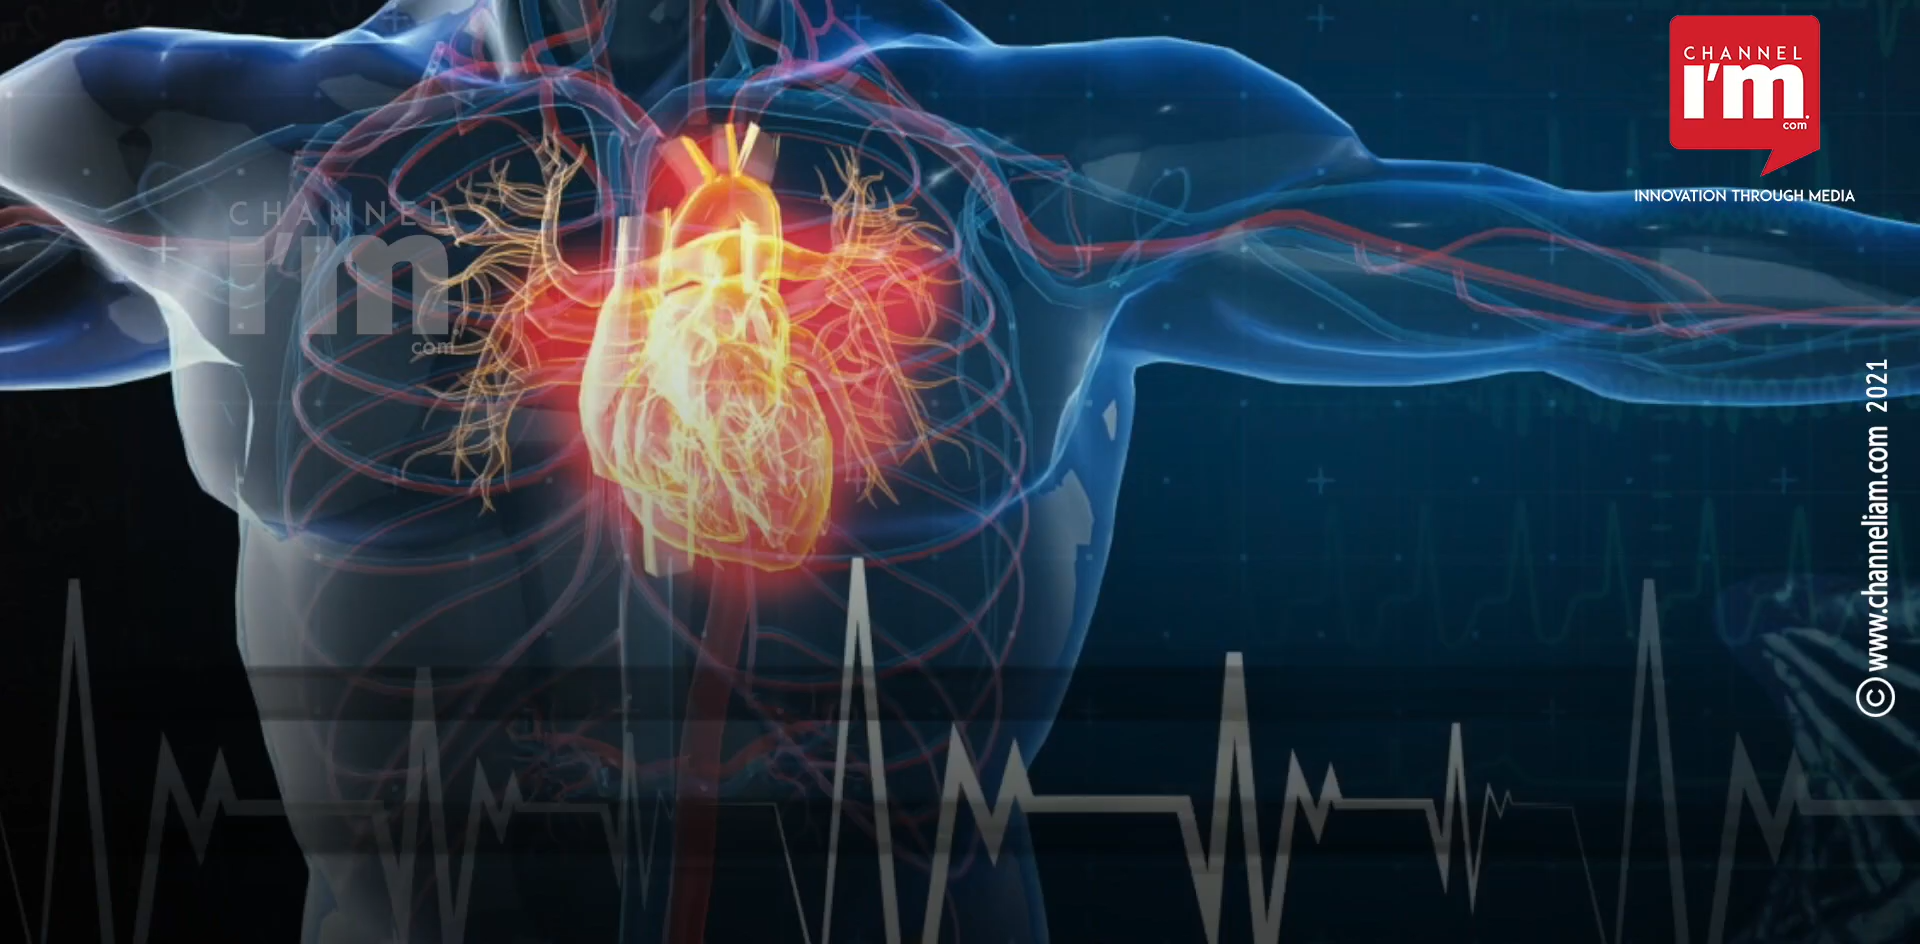 CHANNEL
I'm
.com
INNOVATION THROUGH MEDIA
CHANNEL
I'm
.com
© www.channeliam.com 2021